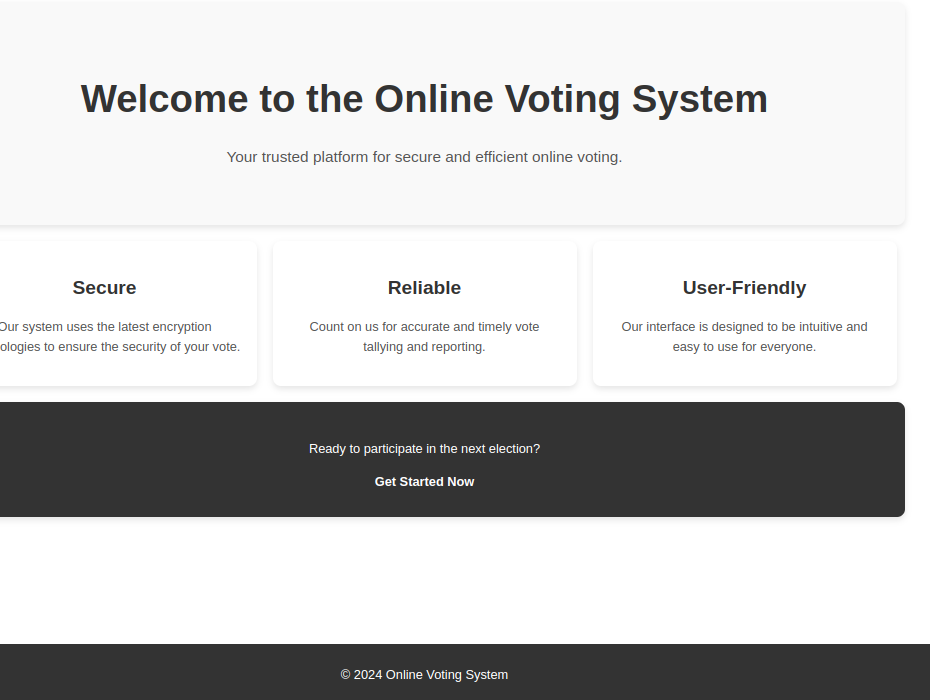 Welcome to the Online Voting System
Your trusted platform for secure and efficient online voting.
Secure
Our system uses the latest encryption
ologies to ensure the security of your vote.
Reliable
Count on us for accurate and timely vote
tallying and reporting.
User-Friendly
Our interface is designed to be intuitive and
easy to use for everyone.
Ready to participate in the next election?
Get Started Now
© 2024 Online Voting System